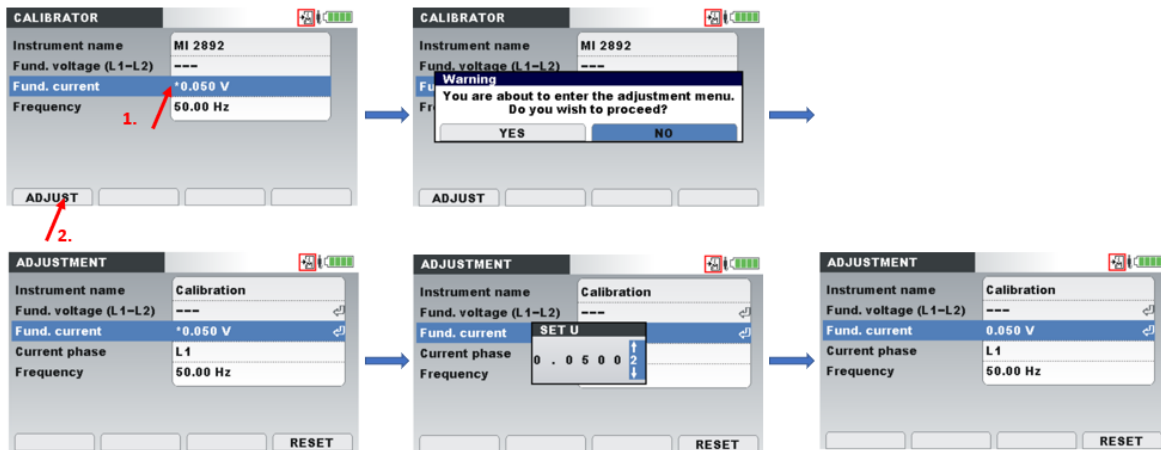 CALIBRATOR
Instrument name MI 2892
Fund. voltage (L1-L2) ---
Fund. current *0.050 V
Frequency 50.00 Hz
1.
ADJUST
2.
CALIBRATOR
Instrument name MI 2892
Fund. voltage (L1-L2) ---
Fu
Fr
Warning
You are about to enter the adjustment menu.
Do you wish to proceed?
YES NO
ADJUST
ADJUSTMENT
Instrument name Calibration
Fund. voltage (L1-L2) ---
Fund. current *0.050 V
Current phase L1
Frequency 50.00 Hz
RESET
ADJUSTMENT
Instrument name Calibration
Fund. voltage (L1-L2) ---
Fund. current
Current phase
Frequency
SET U
0.05002
RESET
ADJUSTMENT
Instrument name Calibration
Fund. voltage (L1-L2) ---
Fund. current 0.050 V
Current phase L1
Frequency 50.00 Hz
RESET